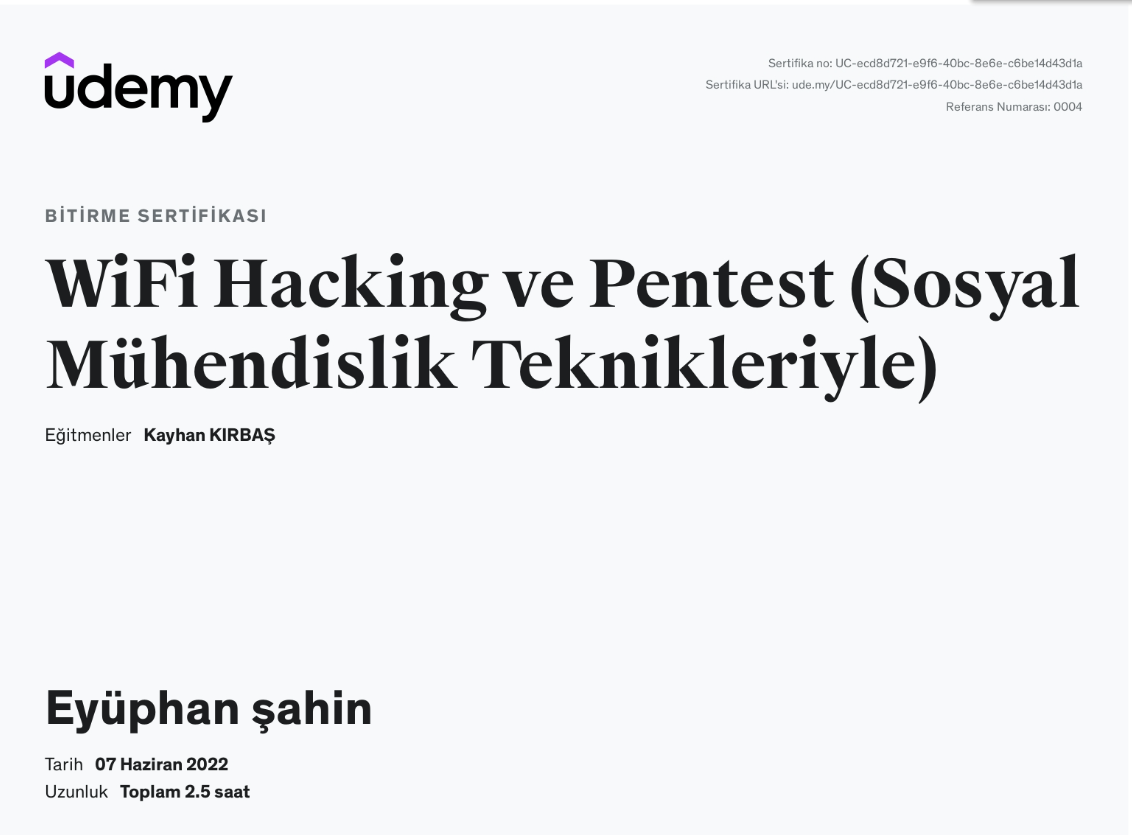 udemy
Sertifika no: UC-ecd8d721-e9f6-40bc-8e6e-c6be14d43d1a
Sertifika URL'si: ude.my/UC-ecd8d721-e9f6-40bc-8e6e-c6be14d43d1a
Referans Numarası: 0004
BİTİRME SERTİFİKASI
WiFi Hacking ve Pentest (Sosyal
Mühendislik Teknikleriyle)
Eğitmenler Kayhan KIRBAŞ
Eyüphan şahin
Tarih 07 Haziran 2022
Uzunluk Toplam 2.5 saat